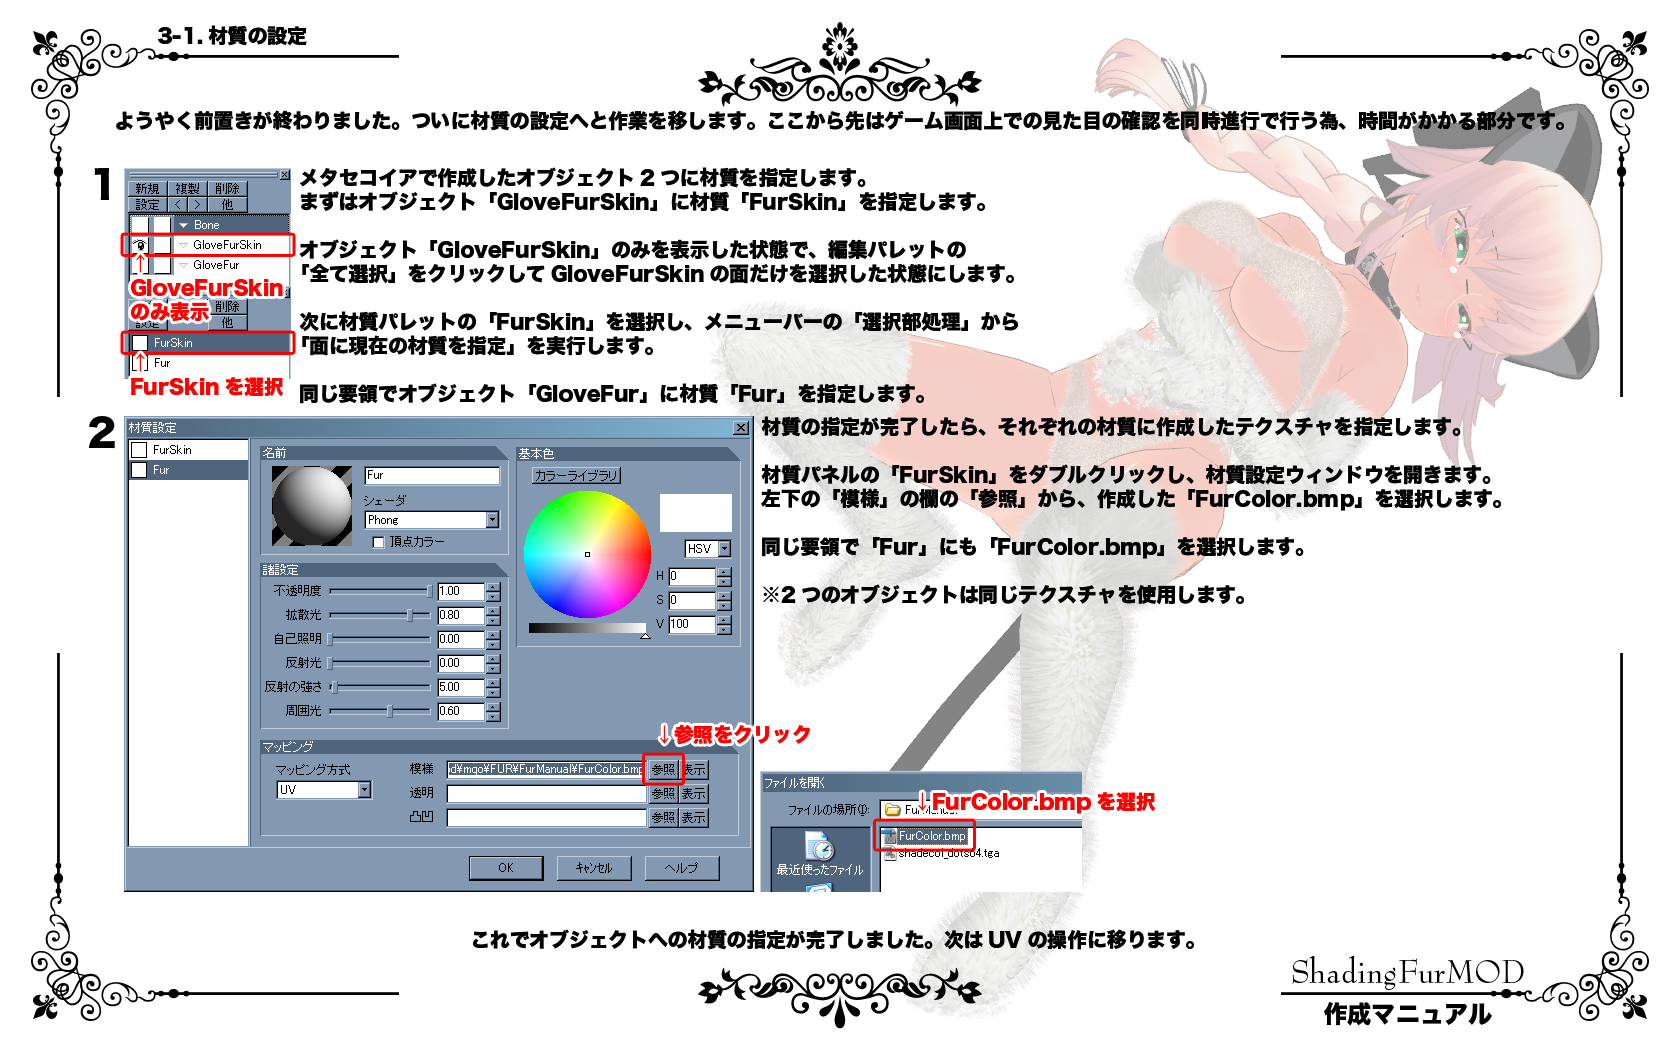 3-1. 材質の設定
ようやく前置きが終わりました。ついに材質の設定へと作業を移します。ここから先はゲーム画面上での見た目の確認を同時進行で行う為、時間がかかる部分です。
1
新規 複製 削除
設定 < > 他
Bone
GloveFurSkin
GloveFur
↑
GloveFurSkin
のみ表示
削除
設定 他
FurSkin
Fur
↑
FurSkin を選択
メタセコイアで作成したオブジェクト 2 つに材質を指定します。
まずはオブジェクト「GloveFurSkin」に材質「FurSkin」を指定します。
オブジェクト「GloveFurSkin」のみを表示した状態で、編集パレットの
「全て選択」をクリックして GloveFurSkin の面だけを選択した状態にします。
次に材質パレットの「FurSkin」を選択し、メニューバーの「選択部処理」から
「面に現在の材質を指定」を実行します。
同じ要領でオブジェクト「GloveFur」に材質「Fur」を指定します。
2
材質設定
FurSkin
Fur
名前
Fur
シェーダ
Phong
頂点カラー
基本色
カラーライブラリ
HSV
H 0
S 0
V 100
諸設定
不透明度 1.00
拡散光 0.80
自己照明 0.00
反射光 0.00
反射の強さ 5.00
周囲光 0.60
↓参照をクリック
マッピング
マッピング方式
UV
模様 d¥mqo¥FUR¥FurManual¥FurColor.bmp 参照 表示
透明 参照 表示
凸凹 参照 表示
OK キャンセル ヘルプ
材質の指定が完了したら、それぞれの材質に作成したテクスチャを指定します。
材質パネルの「FurSkin」をダブルクリックし、材質設定ウィンドウを開きます。
左下の「模様」の欄の「参照」から、作成した「FurColor.bmp」を選択します。
同じ要領で「Fur」にも「FurColor.bmp」を選択します。
※2 つのオブジェクトは同じテクスチャを使用します。
ファイルを開く
ファイルの場所(I): FurManual
↓FurColor.bmp を選択
FurColor.bmp
shadecol_dots04.tga
最近使ったファイル
これでオブジェクトへの材質の指定が完了しました。次は UV の操作に移ります。
ShadingFurMOD
作成マニュアル